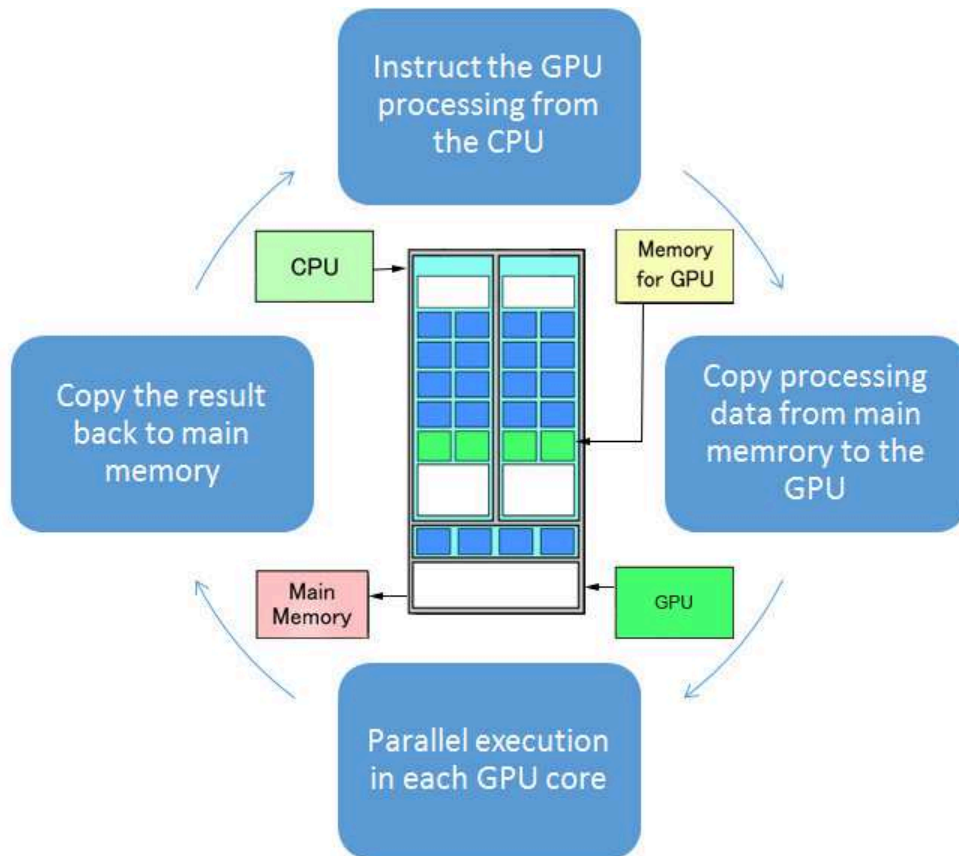 Instruct the GPU
processing from
the CPU
CPU
Memory
for GPU
Copy the result
back to main
memory
Copy processing
data from main
memrory to the
GPU
Main
Memory
GPU
Parallel execution
in each GPU core